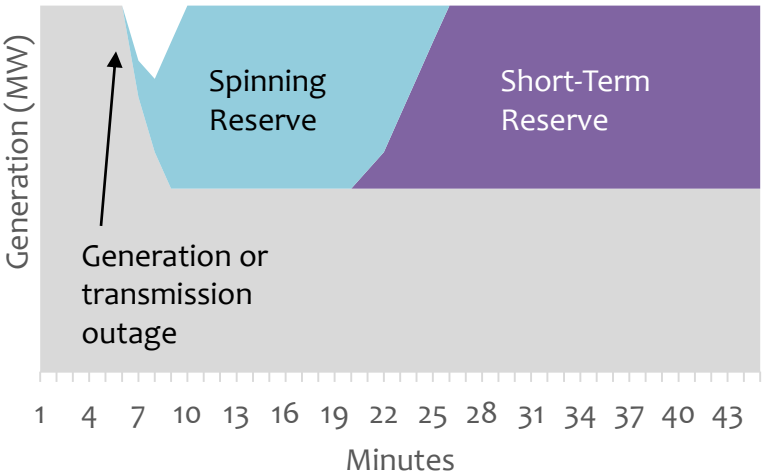 Generation (MW)
Spinning
Reserve
Short-Term
Reserve
Generation or
transmission
outage
1 4 7 10 13 16 19 22 25 28 31 34 37 40 43
Minutes